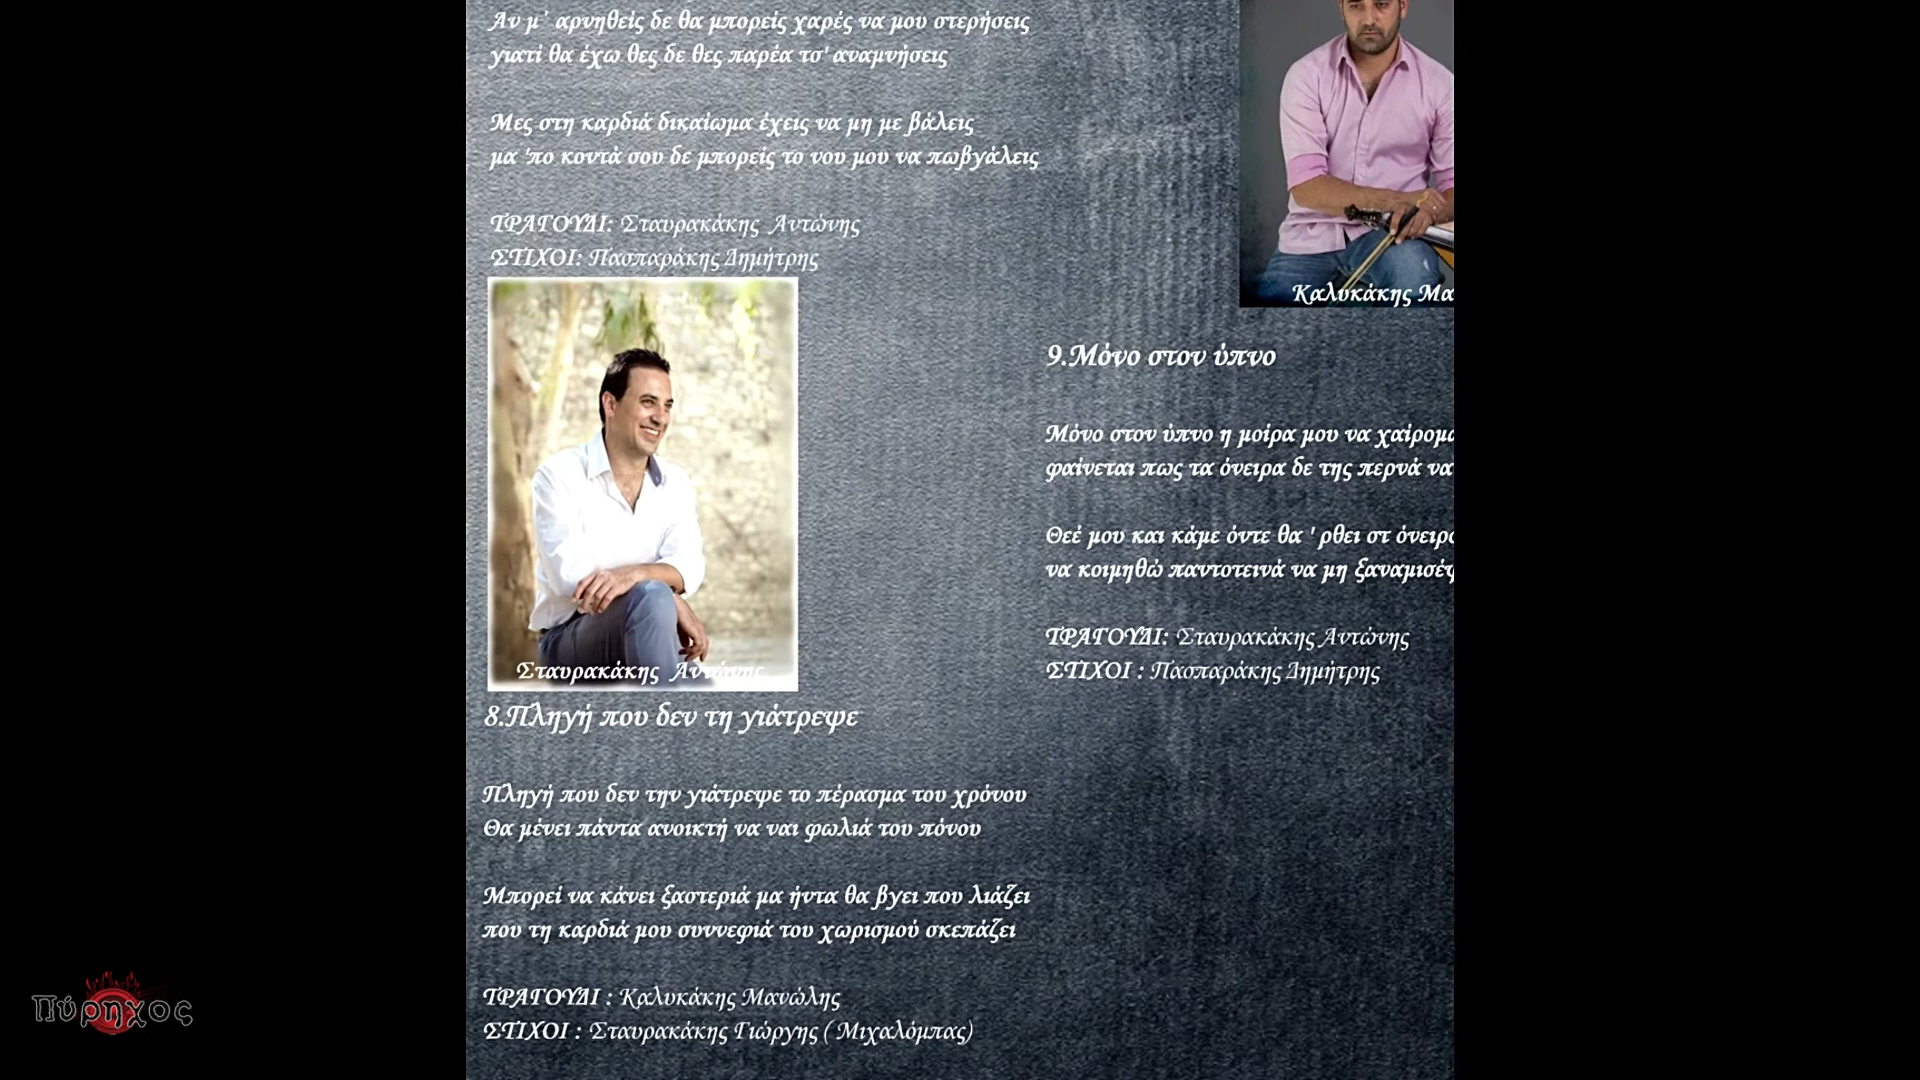 Αν μ΄ αρνηθείς δε θα μπορείς χαρές να μου στερήσεις
γιατί θα έχω θες δε θες παρέα τσ' αναμνήσεις
Μες στη καρδιά δικαίωμα έχεις να μη με βάλεις
μα 'πο κοντά σου δε μπορείς το νου μου να πωβγάλεις
ΤΡΑΓΟΥΔΙ: Σταυρακάκης Αντώνης
ΣΤΙΧΟΙ: Πασπαράκης Δημήτρης
Σταυρακάκης Αντώνης
8.Πληγή που δεν τη γιάτρεψε
Πληγή που δεν την γιάτρεψε το πέρασμα του χρόνου
Θα μένει πάντα ανοικτή να ναι φωλιά του πόνου
Μπορεί να κάνει ξαστεριά μα ήντα θα βγει που λιάζει
που τη καρδιά μου συννεφιά του χωρισμού σκεπάζει
ΤΡΑΓΟΥΔΙ : Καλυκάκης Μανώλης
ΣΤΙΧΟΙ : Σταυρακάκης Γιώργης ( Μιχαλόμπας)
Καλυκάκης Μα
9.Μόνο στον ύπνο
Μόνο στον ύπνο η μοίρα μου να χαίρομα
φαίνεται πως τα όνειρα δε της περνά να
Θεέ μου και κάμε όντε θα ' ρθει στ όνειρο
να κοιμηθώ παντοτεινά να μη ξαναμισέψ
ΤΡΑΓΟΥΔΙ: Σταυρακάκης Αντώνης
ΣΤΙΧΟΙ : Πασπαράκης Δημήτρης
Πύρηχος